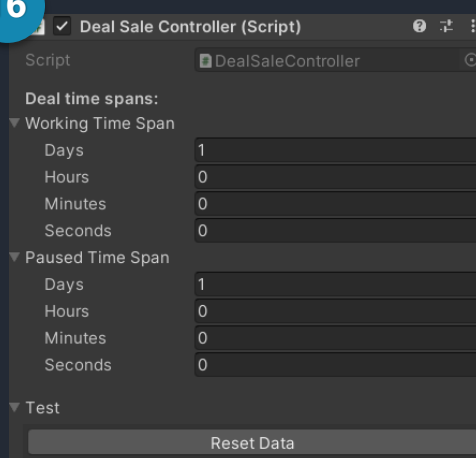 6
Deal Sale Controller (Script)
Script
DealSaleController
Deal time spans:
Working Time Span
Days 1
Hours 0
Minutes 0
Seconds 0
Paused Time Span
Days 1
Hours 0
Minutes 0
Seconds 0
Test
Reset Data